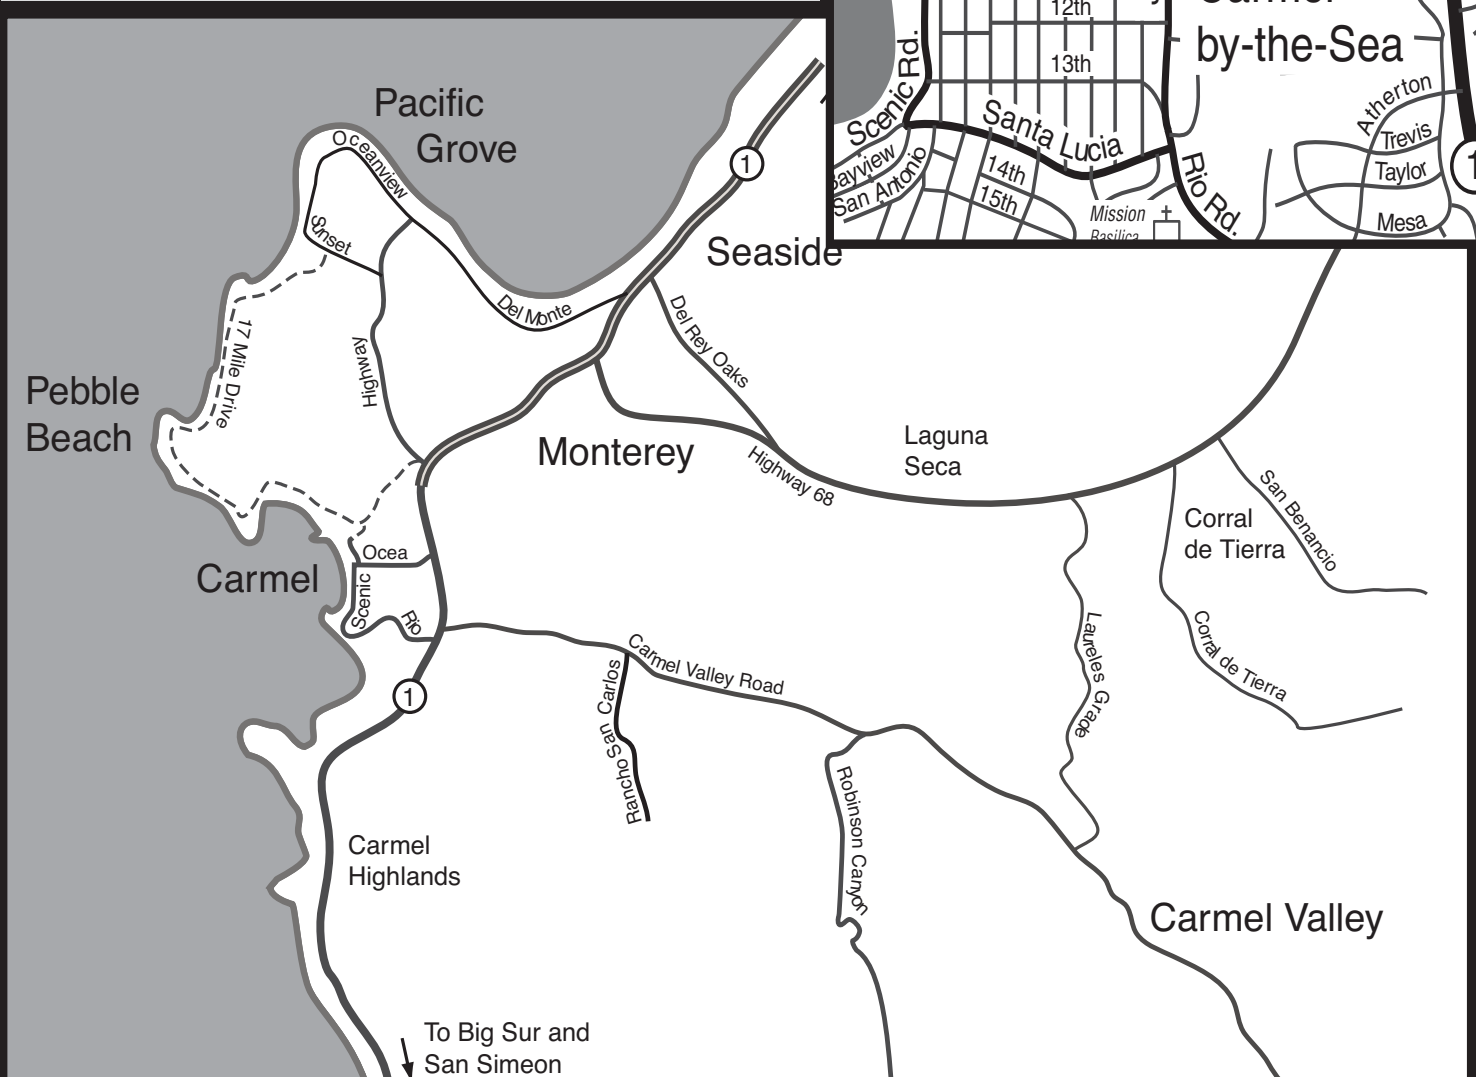 12th
by-the-Sea
13th
Scenic Rd.
Santa Lucia
Atherton
Trevis
Taylor
Mesa
14th
15th
San Antonio
Rio Rd.
Mission
Basilica
Pacific
Grove
Oceanview
Sunset
1
Seaside
Del Monte
Del Rey Oaks
17 Mile Drive
Highway
Pebble
Beach
Monterey
Highway 68
Laguna
Seca
San Benancio
Corral
de Tierra
Ocea
Carmel
Scenic
Rio
Carmel Valley Road
Laureles Grade
Corral de Tierra
1
Rancho San Carlos
Robinson Canyon
Carmel
Highlands
Carmel Valley
To Big Sur and
San Simeon